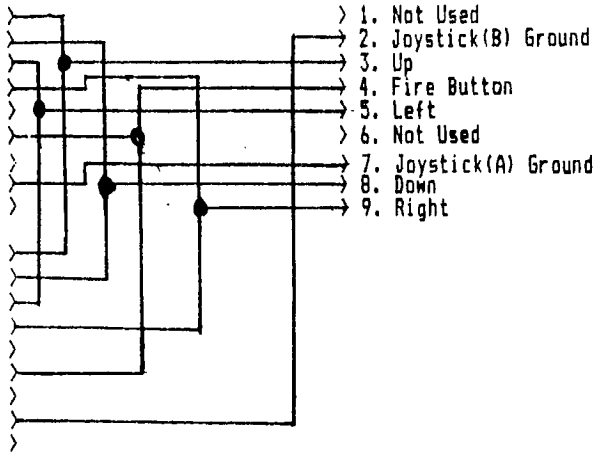 1. Not Used
2. Joystick(B) Ground
3. Up
4. Fire Button
5. Left
6. Not Used
7. Joystick(A) Ground
8. Down
9. Right